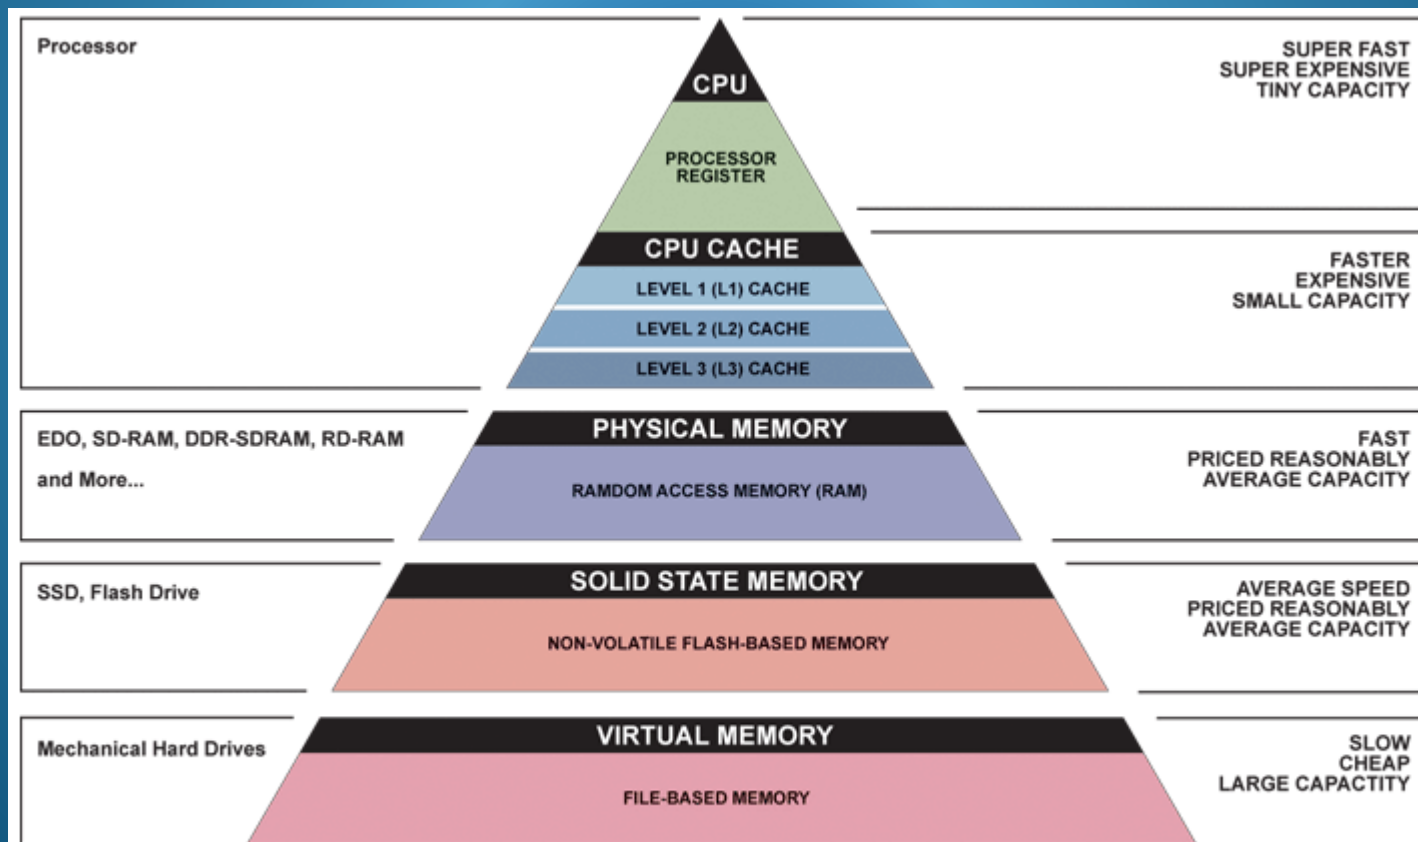 Processor
CPU
SUPER FAST
SUPER EXPENSIVE
TINY CAPACITY
PROCESSOR
REGISTER
CPU CACHE
LEVEL 1 (L1) CACHE
LEVEL 2 (L2) CACHE
LEVEL 3 (L3) CACHE
FASTER
EXPENSIVE
SMALL CAPACITY
EDO, SD-RAM, DDR-SDRAM, RD-RAM
and More...
PHYSICAL MEMORY
RAMDOM ACCESS MEMORY (RAM)
FAST
PRICED REASONABLY
AVERAGE CAPACITY
SSD, Flash Drive
SOLID STATE MEMORY
NON-VOLATILE FLASH-BASED MEMORY
AVERAGE SPEED
PRICED REASONABLY
AVERAGE CAPACITY
Mechanical Hard Drives
VIRTUAL MEMORY
FILE-BASED MEMORY
SLOW
CHEAP
LARGE CAPACTITY